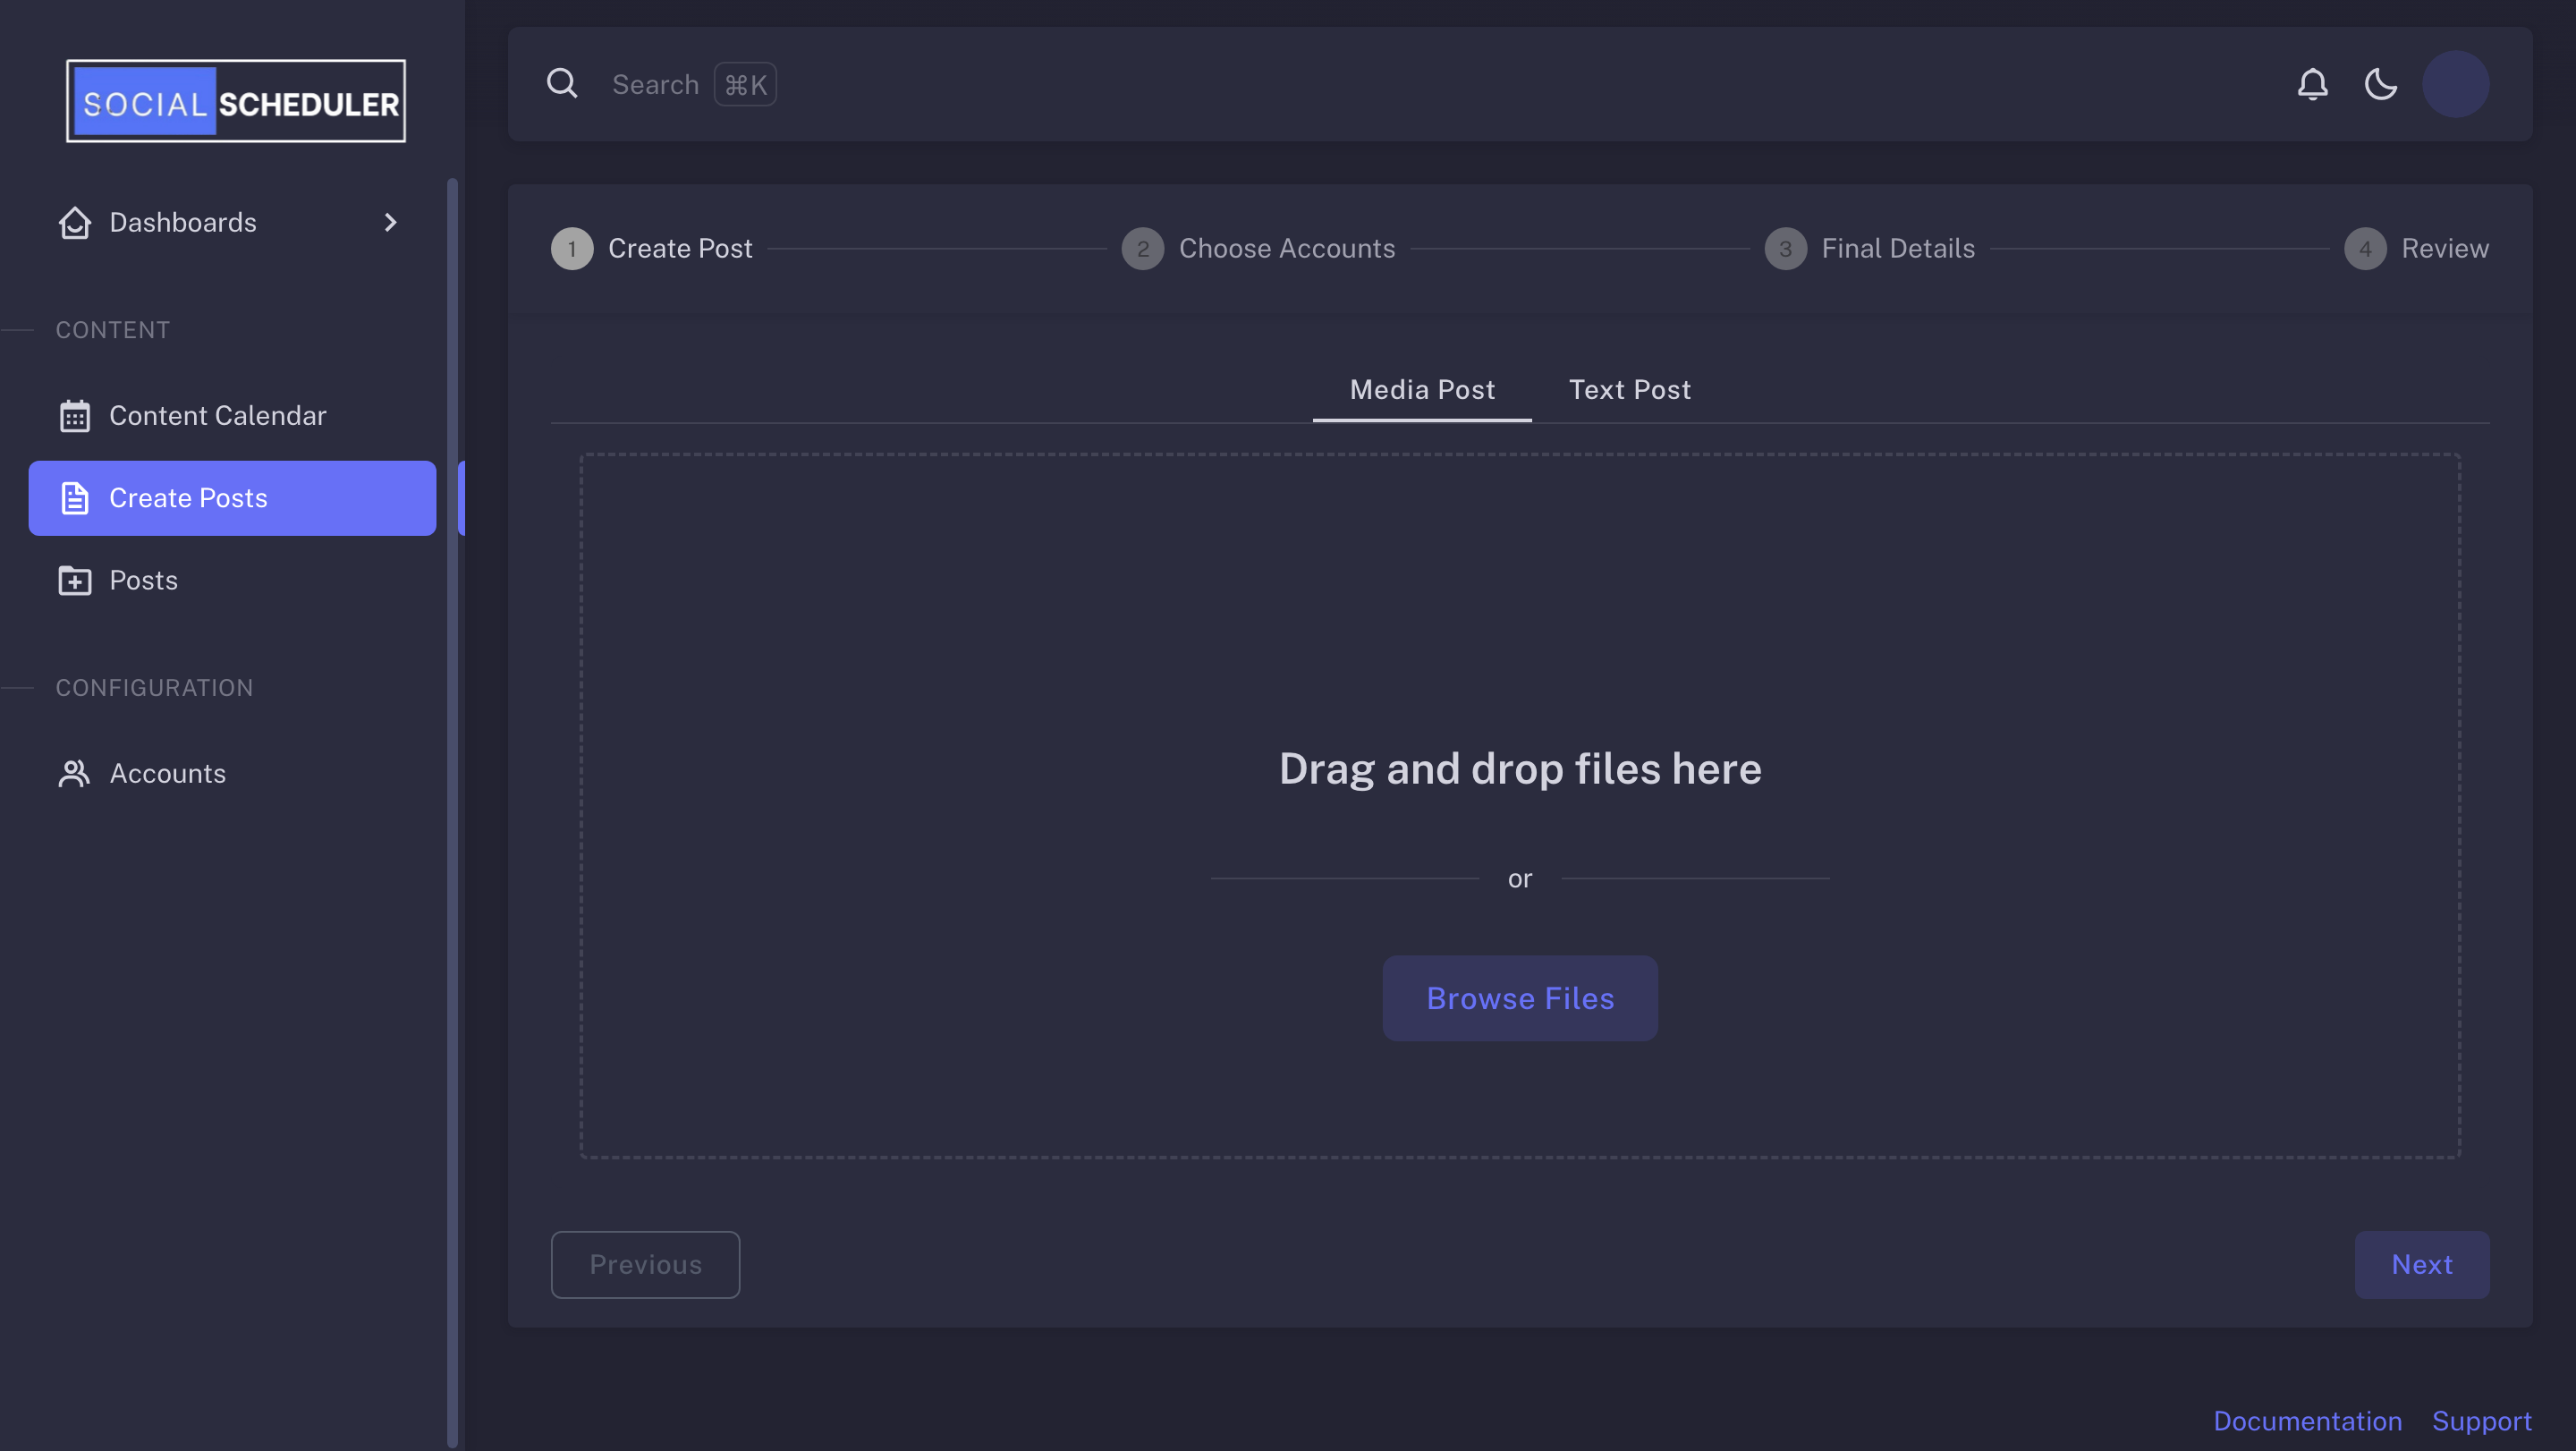 SOCIAL SCHEDULER
Dashboards
CONTENT
Content Calendar
Create Posts
Posts
CONFIGURATION
Accounts
Search ⌘K
1 Create Post 2 Choose Accounts 3 Final Details 4 Review
Media Post Text Post
Drag and drop files here
or
Browse Files
Previous Next
Documentation Support